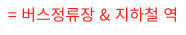 = 버스정류장 & 지하철 역